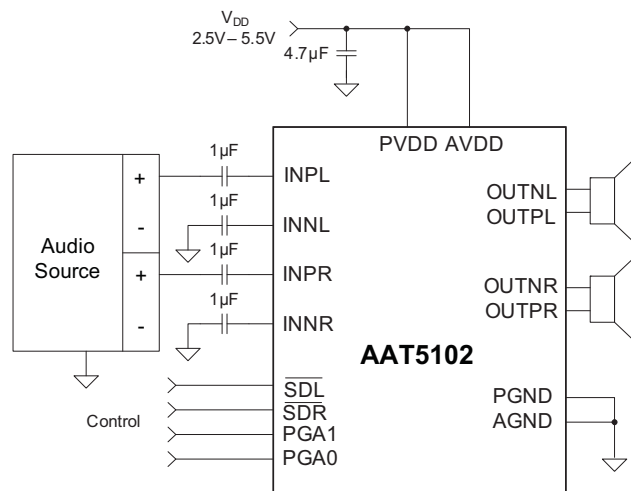 V_DD
2.5V – 5.5V
4.7µF
PVDD AVDD
1µF
+
INPL
OUTNL
1µF
OUTPL
-
INNL
Audio
Source
1µF
+
INPR
OUTNR
1µF
OUTPR
-
INNR
AAT5102
SDL
PGND
SDR
AGND
Control
PGA1
PGA0